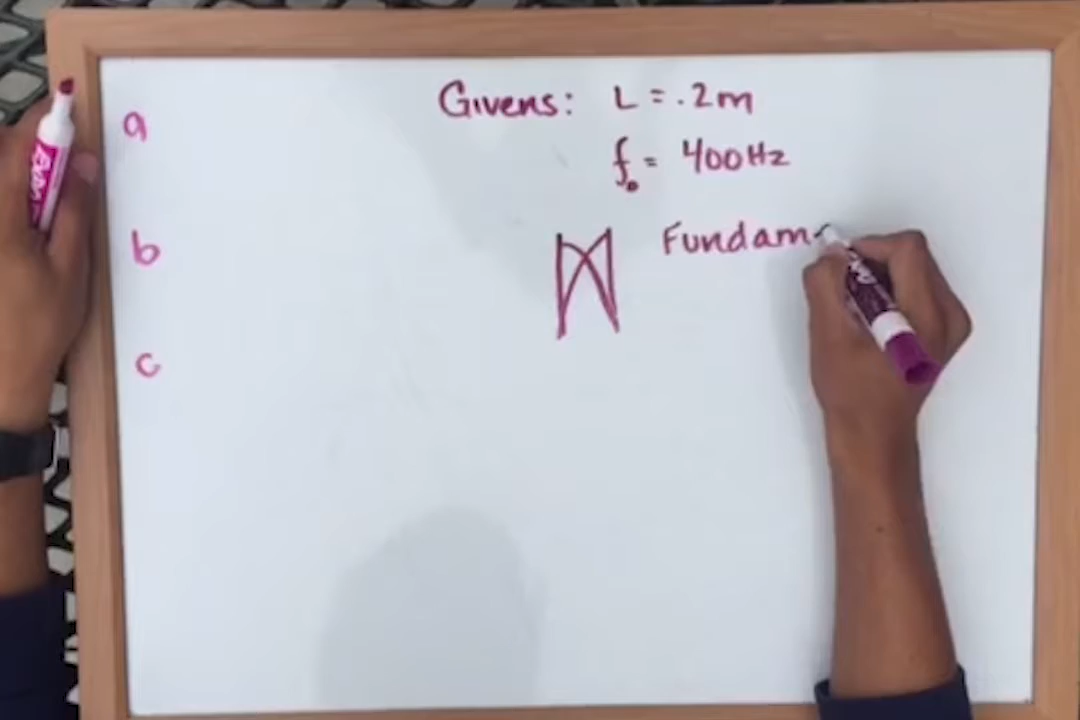 a
Givens: L = .2m
f₀ = 400Hz
b
Fundam
c